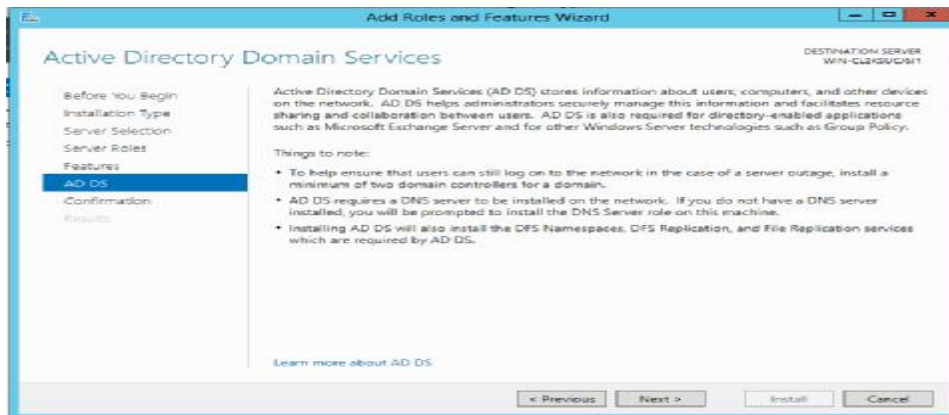 Add Roles and Features Wizard
Active Directory Domain Services
DESTINATION SERVER
Before You Begin
Installation Type
Server Selection
Server Roles
Features
AD DS
Confirmation
Results
Active Directory Domain Services (AD DS) stores information about users, computers, and other devices
on the network. AD DS helps administrators securely manage this information and facilitates resource
sharing and collaboration between users. AD DS is also required for directory-enabled applications
such as Microsoft Exchange Server and for other Windows Server technologies such as Group Policy.
Things to note:
• To help ensure that users can still log on to the network in the case of a server outage, install a
minimum of two domain controllers for a domain.
• AD DS requires a DNS server to be installed on the network. If you do not have a DNS server
installed, you will be prompted to install the DNS Server role on this machine.
• Installing AD DS will also install the DFS Namespaces, DFS Replication, and File Replication services
which are required by AD DS.
Learn more about AD DS
< Previous
Next >
Install
Cancel